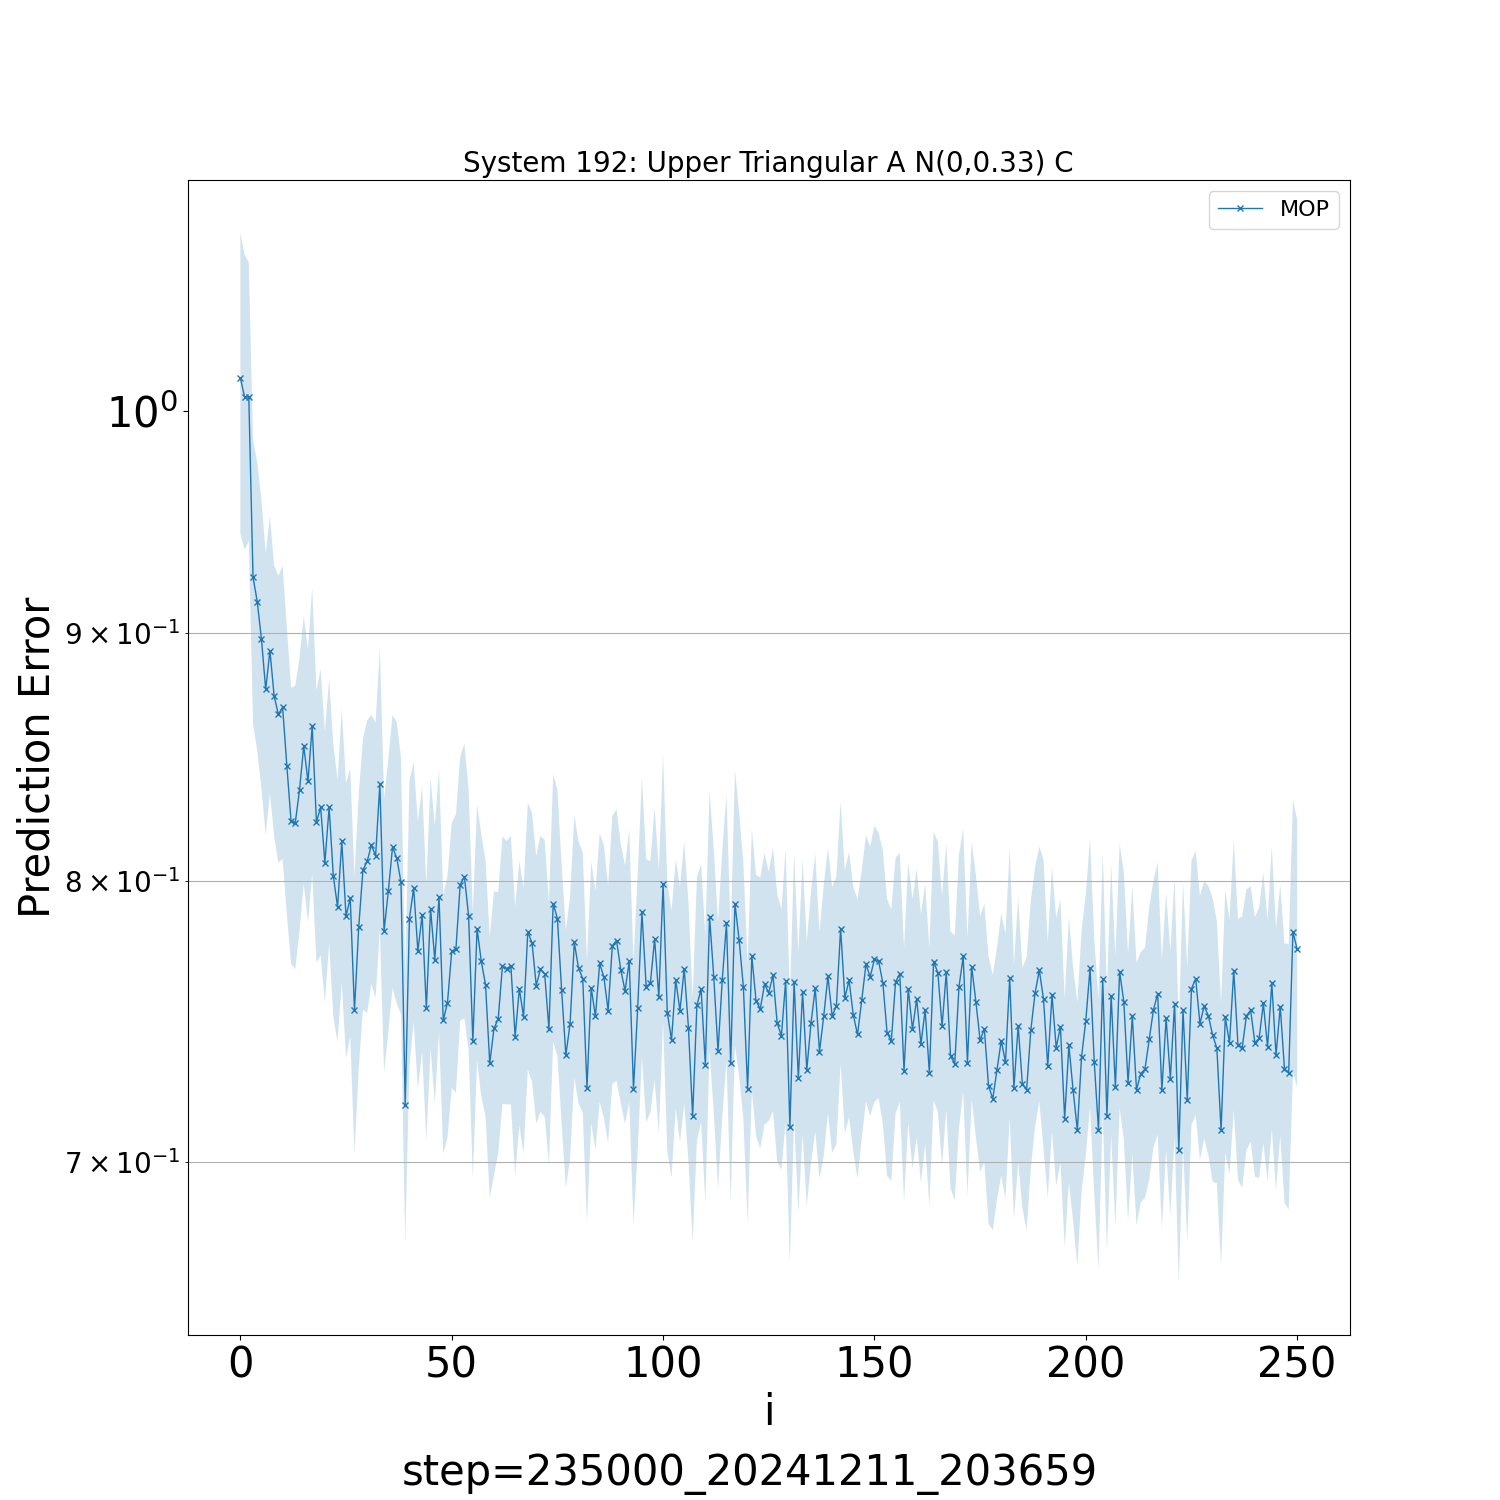 System 192: Upper Triangular A N(0,0.33) C
MOP
Prediction Error
10⁰
9 × 10⁻¹
8 × 10⁻¹
7 × 10⁻¹
0 50 100 150 200 250
i
step=235000_20241211_203659